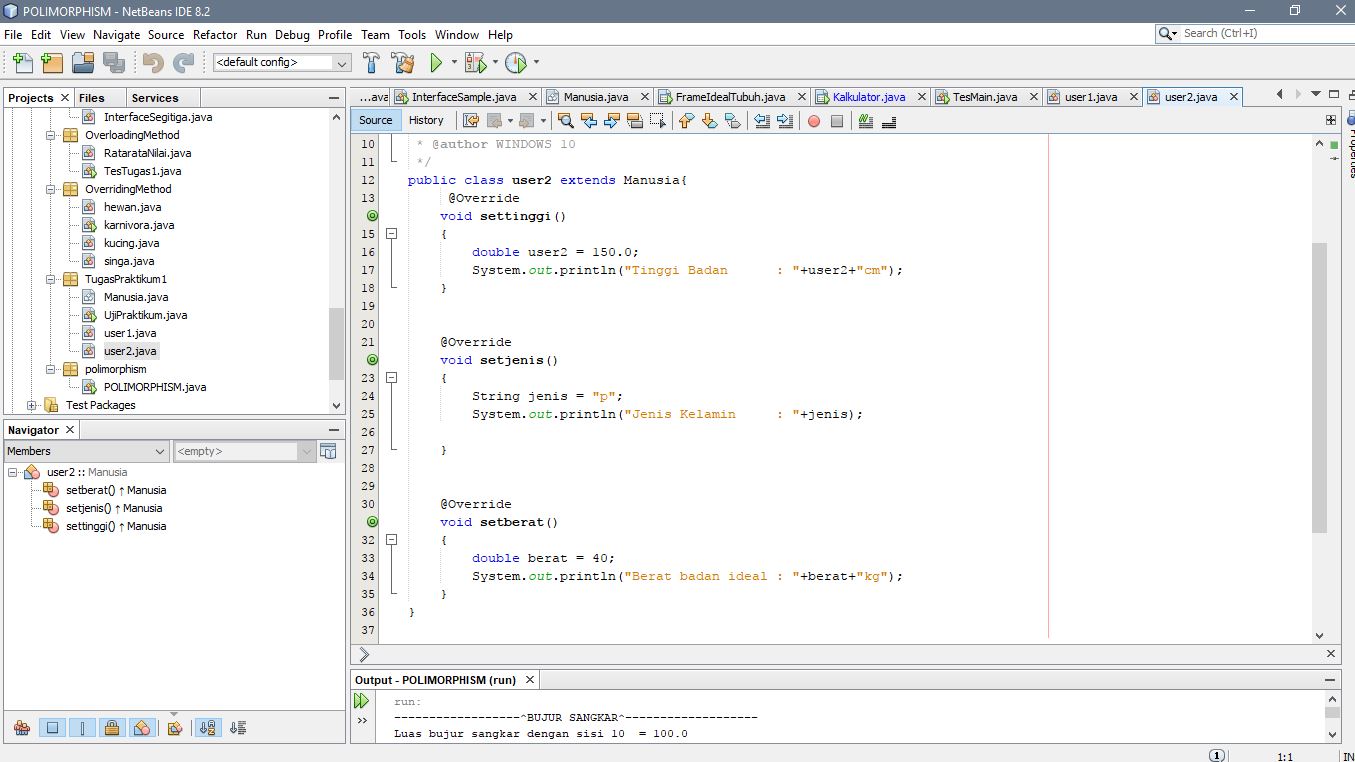 POLIMORPHISM - NetBeans IDE 8.2
File Edit View Navigate Source Refactor Run Debug Profile Team Tools Window Help
Search (Ctrl+I)
<default config>
Projects Files Services
InterfaceSegitiga.java
OverloadingMethod
RatarataNilai.java
TesTugas1.java
OverridingMethod
hewan.java
karnivora.java
kucing.java
singa.java
TugasPraktikum1
Manusia.java
UjiPraktikum.java
user1.java
user2.java
polimorphism
POLIMORPHISM.java
Test Packages
Navigator
Members <empty>
user2 :: Manusia
setberat() ↑ Manusia
setjenis() ↑ Manusia
settinggi() ↑ Manusia
...ava InterfaceSample.java Manusia.java FrameIdealTubuh.java Kalkulator.java TesMain.java user1.java user2.java
Source History
10 * @author WINDOWS 10
11 */
12 public class user2 extends Manusia{
13 @Override
void settinggi()
15 {
16 double user2 = 150.0;
17 System.out.println("Tinggi Badan      : "+user2+"cm");
18 }
19
20
21 @Override
void setjenis()
23 {
24 String jenis = "p";
25 System.out.println("Jenis Kelamin     : "+jenis);
26
27 }
28
29
30 @Override
void setberat()
32 {
33 double berat = 40;
34 System.out.println("Berat badan ideal : "+berat+"kg");
35 }
36 }
37
Properties
Output - POLIMORPHISM (run)
run:
------------------^BUJUR SANGKAR^-------------------
Luas bujur sangkar dengan sisi 10  = 100.0
1 1:1 IN